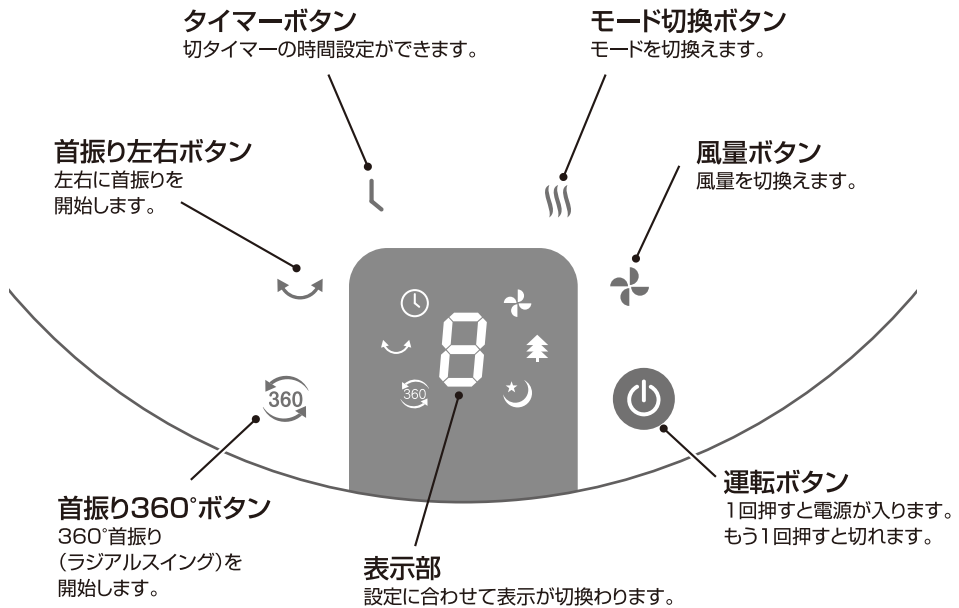 タイマーボタン
切タイマーの時間設定ができます。
モード切換ボタン
モードを切換えます。
首振り左右ボタン
左右に首振りを
開始します。
風量ボタン
風量を切換えます。
8
360
360
首振り360°ボタン
360°首振り
（ラジアルスイング）を
開始します。
運転ボタン
1回押すと電源が入ります。
もう1回押すと切れます。
表示部
設定に合わせて表示が切換わります。